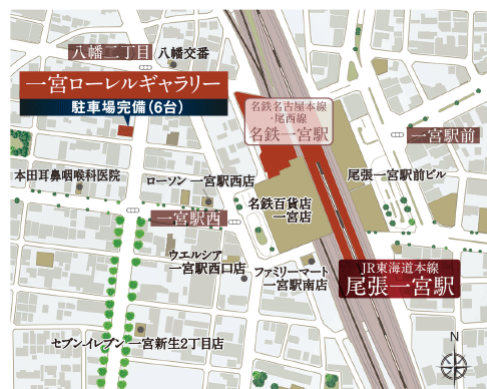 八幡二丁目
八幡交番
一宮ローレルギャラリー
駐車場完備（6台）
名鉄名古屋本線
・尾西線
名鉄一宮駅
一宮駅前
本田耳鼻咽喉科医院
ローソン 一宮駅西店
尾張一宮駅前ビル
名鉄百貨店
一宮店
一宮駅西
ウエルシア
一宮駅西口店
ファミリーマート
一宮駅南店
JR東海道本線
尾張一宮駅
セブンイレブン 一宮新生2丁目店
N